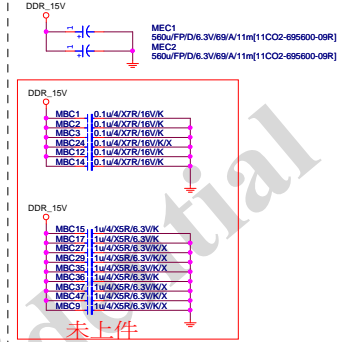 DDR_15V
1
MEC1
560u/FP/D/6.3V/69/A/11m[11CO2-695600-09R]
1
MEC2
560u/FP/D/6.3V/69/A/11m[11CO2-695600-09R]
DDR_15V
MBC1 0.1u/4/X7R/16V/K
MBC2 0.1u/4/X7R/16V/K
MBC3 0.1u/4/X7R/16V/K
MBC24 0.1u/4/X7R/16V/K/X
MBC12 0.1u/4/X7R/16V/K
MBC14 0.1u/4/X7R/16V/K
DDR_15V
MBC15 1u/4/X5R/6.3V/K
MBC17 1u/4/X5R/6.3V/K
MBC27 1u/4/X5R/6.3V/K/X
MBC29 1u/4/X5R/6.3V/K/X
MBC35 1u/4/X5R/6.3V/K/X
MBC36 1u/4/X5R/6.3V/K
MBC37 1u/4/X5R/6.3V/K/X
MBC47 1u/4/X5R/6.3V/K/X
MBC9 1u/4/X5R/6.3V/K/X
未上件
dential